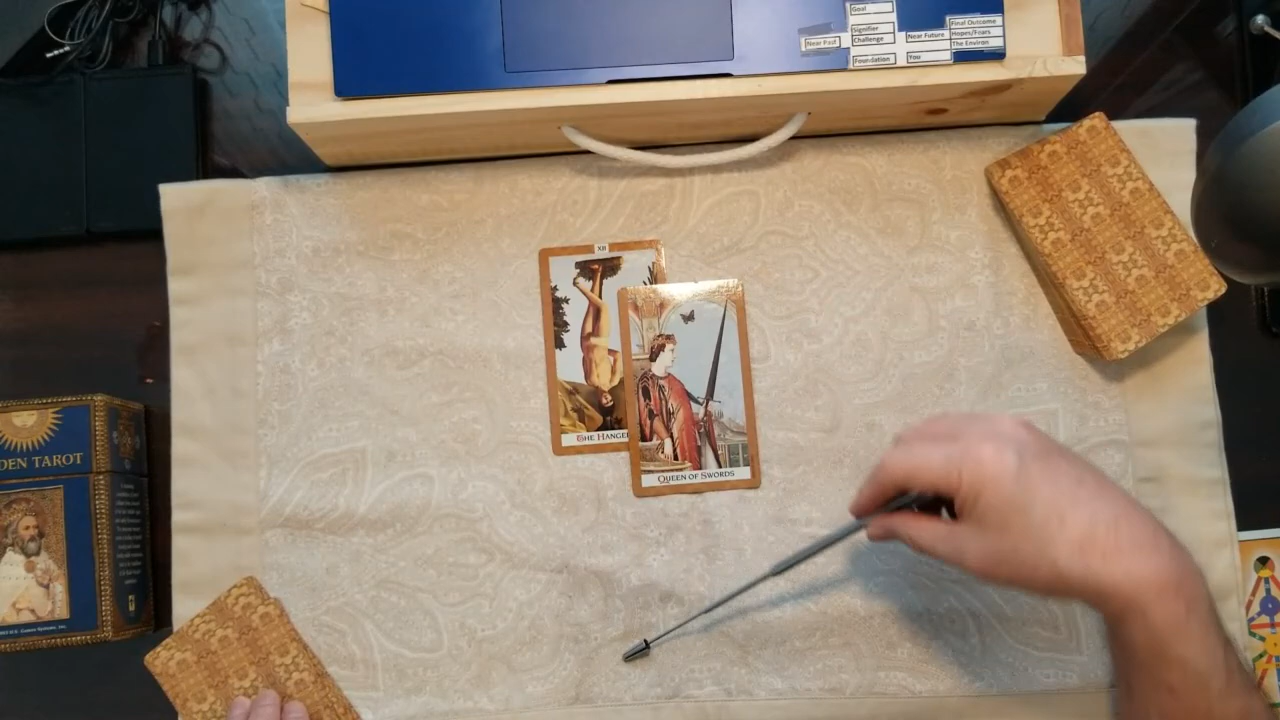 Goal
Signifier
Challenge
Foundation
Near Past
Near Future
You
Final Outcome
Hopes/Fears
The Environ
XII
THE HANGE
QUEEN OF SWORDS
DEN TAROT